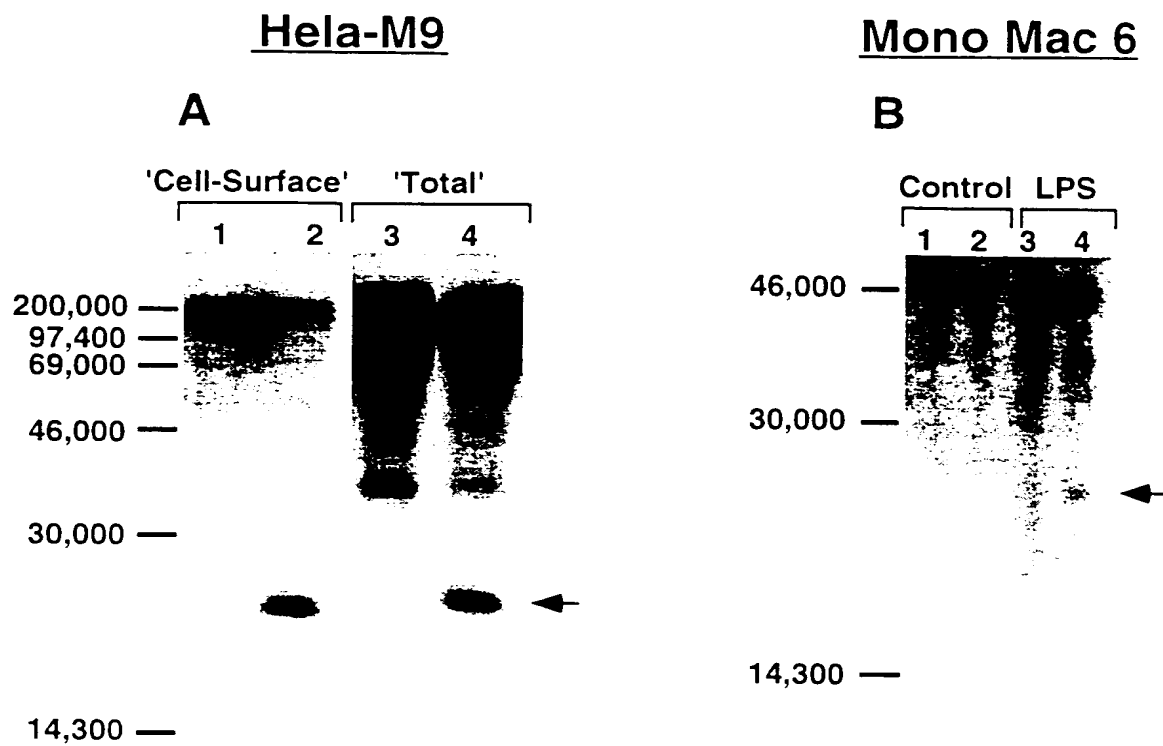 Hela-M9
Mono Mac 6
A
'Cell-Surface' 'Total'
1 2 3 4
200,000
97,400
69,000
46,000
30,000
14,300
B
Control LPS
1 2 3 4
46,000
30,000
14,300